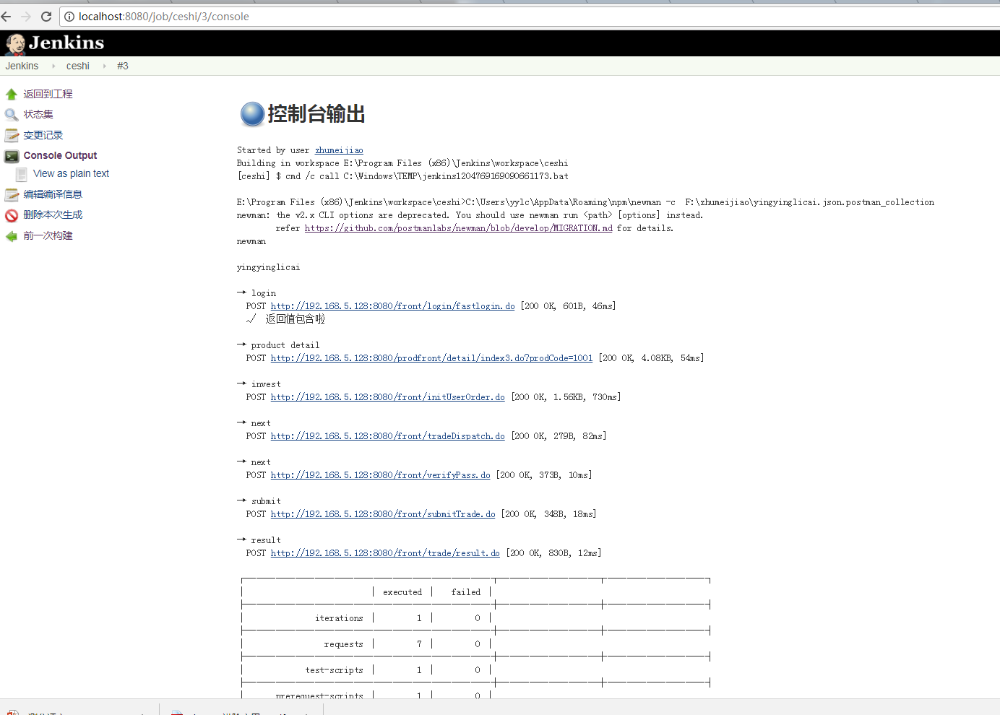 localhost:8080/job/ceshi/3/console
Jenkins
Jenkins ceshi #3
返回到工程
状态集
变更记录
Console Output
View as plain text
编辑编译信息
删除本次生成
前一次构建
控制台输出
Started by user zhumeijiao
Building in workspace E:\Program Files (x86)\Jenkins\workspace\ceshi
[ceshi] $ cmd /c call C:\Windows\TEMP\jenkins1204769169090661173.bat
E:\Program Files (x86)\Jenkins\workspace\ceshi>C:\Users\yylc\AppData\Roaming\npm\newman -c  F:\zhumeijiao\yingyinglicai.json.postman_collection
newman: the v2.x CLI options are deprecated. You should use newman run <path> [options] instead.
refer https://github.com/postmanlabs/newman/blob/develop/MIGRATION.md for details.
newman
yingyinglicai
→ login
POST http://192.168.5.128:8080/front/login/fastlogin.do [200 OK, 601B, 46ms]
√ 返回值包含啦
→ product detail
POST http://192.168.5.128:8080/prodfront/detail/index3.do?prodCode=1001 [200 OK, 4.08KB, 54ms]
→ invest
POST http://192.168.5.128:8080/front/initUserOrder.do [200 OK, 1.56KB, 730ms]
→ next
POST http://192.168.5.128:8080/front/tradeDispatch.do [200 OK, 279B, 82ms]
→ next
POST http://192.168.5.128:8080/front/verifyPass.do [200 OK, 373B, 10ms]
→ submit
POST http://192.168.5.128:8080/front/submitTrade.do [200 OK, 348B, 18ms]
→ result
POST http://192.168.5.128:8080/front/trade/result.do [200 OK, 830B, 12ms]
│ │ executed │ failed │
│ iterations │ 1 │ 0 │
│ requests │ 7 │ 0 │
│ test-scripts │ 1 │ 0 │
│ prerequest-scripts │ 1 │ 0 │